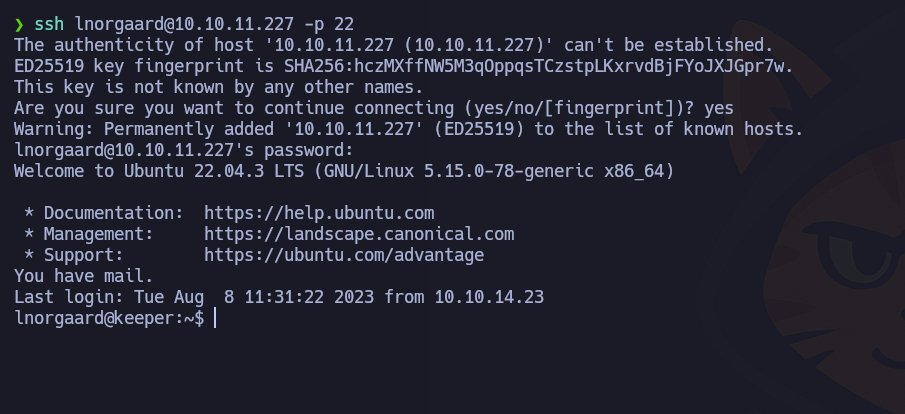 ❯ ssh lnorgaard@10.10.11.227 -p 22
The authenticity of host '10.10.11.227 (10.10.11.227)' can't be established.
ED25519 key fingerprint is SHA256:hczMXffNW5M3qOppqsTCzstpLKxrvdBjFYoJXJGpr7w.
This key is not known by any other names.
Are you sure you want to continue connecting (yes/no/[fingerprint])? yes
Warning: Permanently added '10.10.11.227' (ED25519) to the list of known hosts.
lnorgaard@10.10.11.227's password:
Welcome to Ubuntu 22.04.3 LTS (GNU/Linux 5.15.0-78-generic x86_64)
 * Documentation:  https://help.ubuntu.com
 * Management:     https://landscape.canonical.com
 * Support:        https://ubuntu.com/advantage
You have mail.
Last login: Tue Aug  8 11:31:22 2023 from 10.10.14.23
lnorgaard@keeper:~$